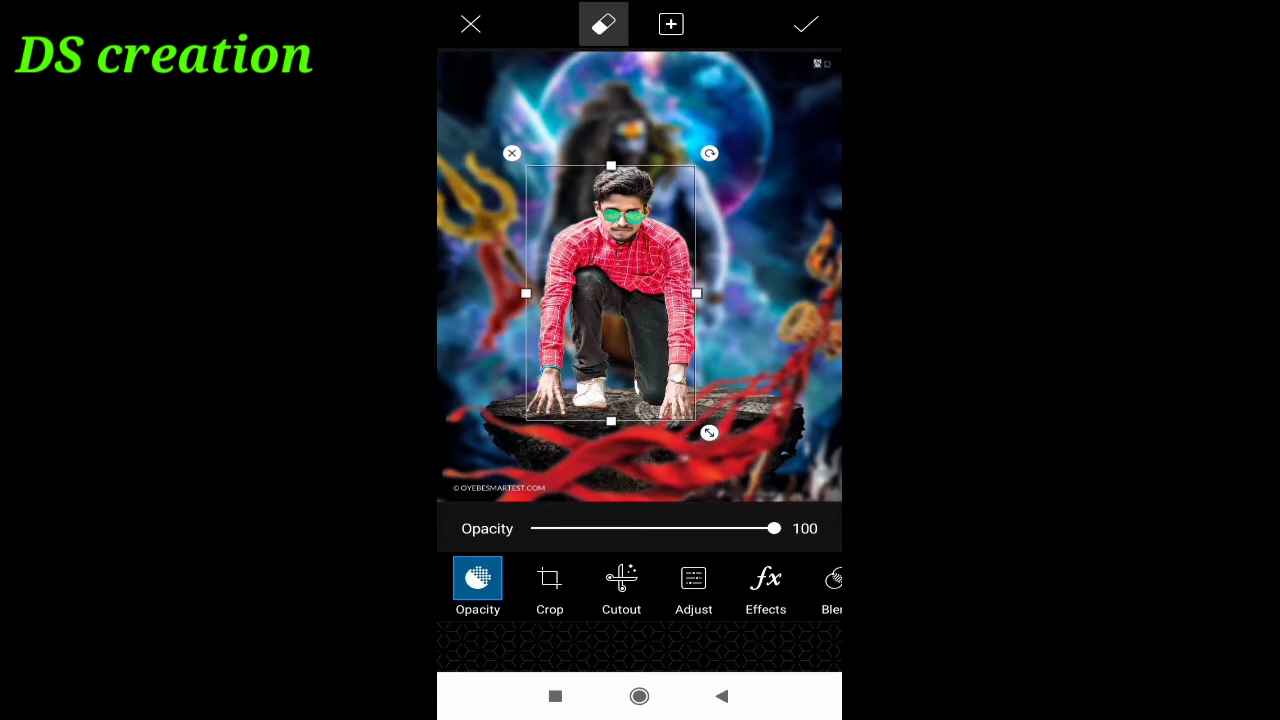 DS creation
© OYEBESMARTEST.COM
Opacity 100
Opacity Crop Cutout Adjust Effects Blen